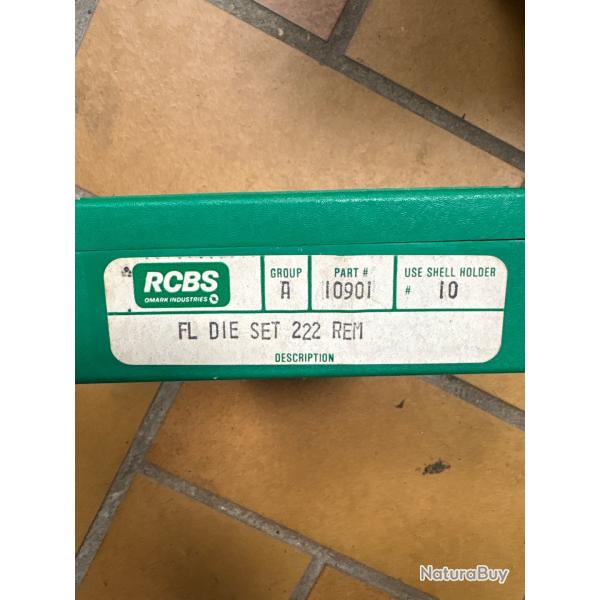 RCBS
OMARK INDUSTRIES
GROUP
A
PART #
10901
USE SHELL HOLDER
# 10
FL DIE SET 222 REM
DESCRIPTION
NaturaBuy